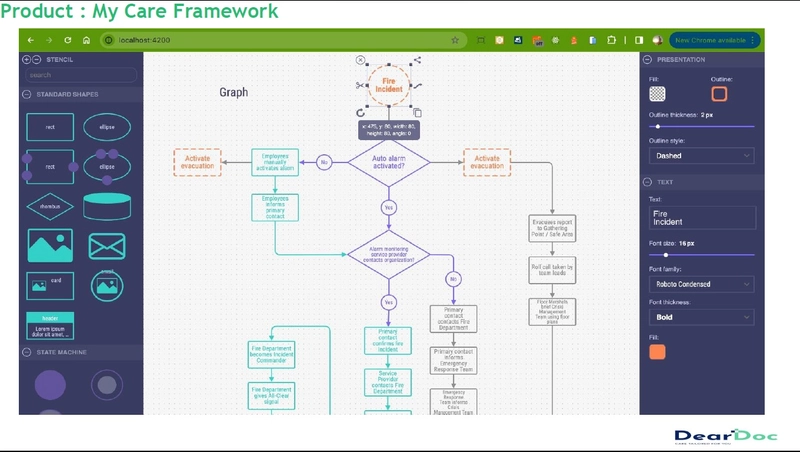 Product : My Care Framework
localhost:4200
New Chrome available
STENCIL
search
STANDARD SHAPES
rect
ellipse
rect
ellipse
rhombus
card
header
Lorem ipsum
dolor sit amet, ...
STATE MACHINE
Graph
Fire
Incident
x: 475, y: 80, width: 80,
height: 80, angle: 0
Activate
evacuation
Employees
manually
activates alarm
No
Auto alarm
activated?
Activate
evacuation
Employees
informs
primary
contact
Yes
Alarm monitering
service provider
contacts organization?
Evacuees report
to Gathering
Point / Safe Area
Roll call taken by
team leads
Floor Marshals
brief Crisis
Management
Team using floor
plans
No
Yes
Primary contact
contacts Fire
Department
Primary
contact
confirms fire
incident
Primary contact
informs
Emergency
Response Team
Fire Department
becomes Incident
Commander
Service
Provider
contacts Fire
Department
Fire Department
gives All-Clear
signal
Emergency
Response
Team informs
Crisis
Management Team
PRESENTATION
Fill:
Outline:
Outline thickness: 2 px
Outline style:
Dashed
TEXT
Text:
Fire
Incident
Font size: 16 px
Font family:
Roboto Condensed
Font thickness:
Bold
Fill:
DearDoc